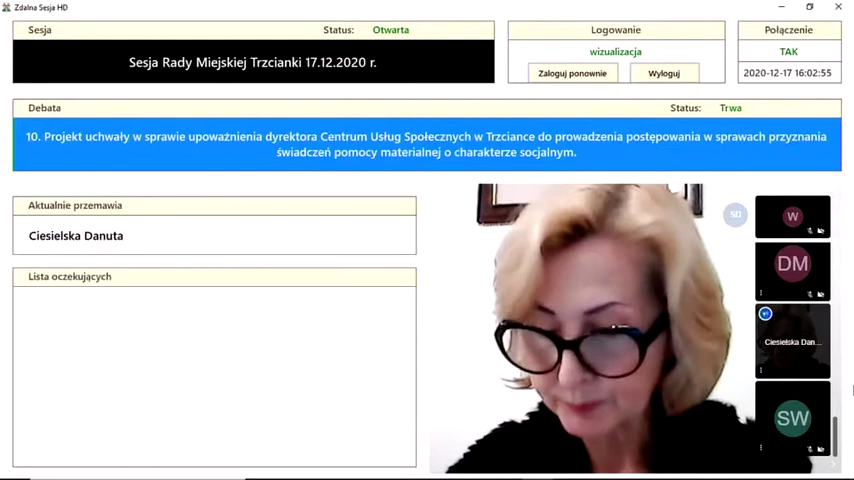 Zdalna Sesja HD
Sesja
Status: Otwarta
Sesja Rady Miejskiej Trzcianki 17.12.2020 r.
Logowanie
wizualizacja
Zaloguj ponownie
Wyloguj
Połączenie
TAK
2020-12-17 16:02:55
Debata
Status: Trwa
10. Projekt uchwały w sprawie upoważnienia dyrektora Centrum Usług Społecznych w Trzciance do prowadzenia postępowania w sprawach przyznania
świadczeń pomocy materialnej o charakterze socjalnym.
Aktualnie przemawia
Ciesielska Danuta
Lista oczekujących
SD
W
DM
Ciesielska Dan...
SW